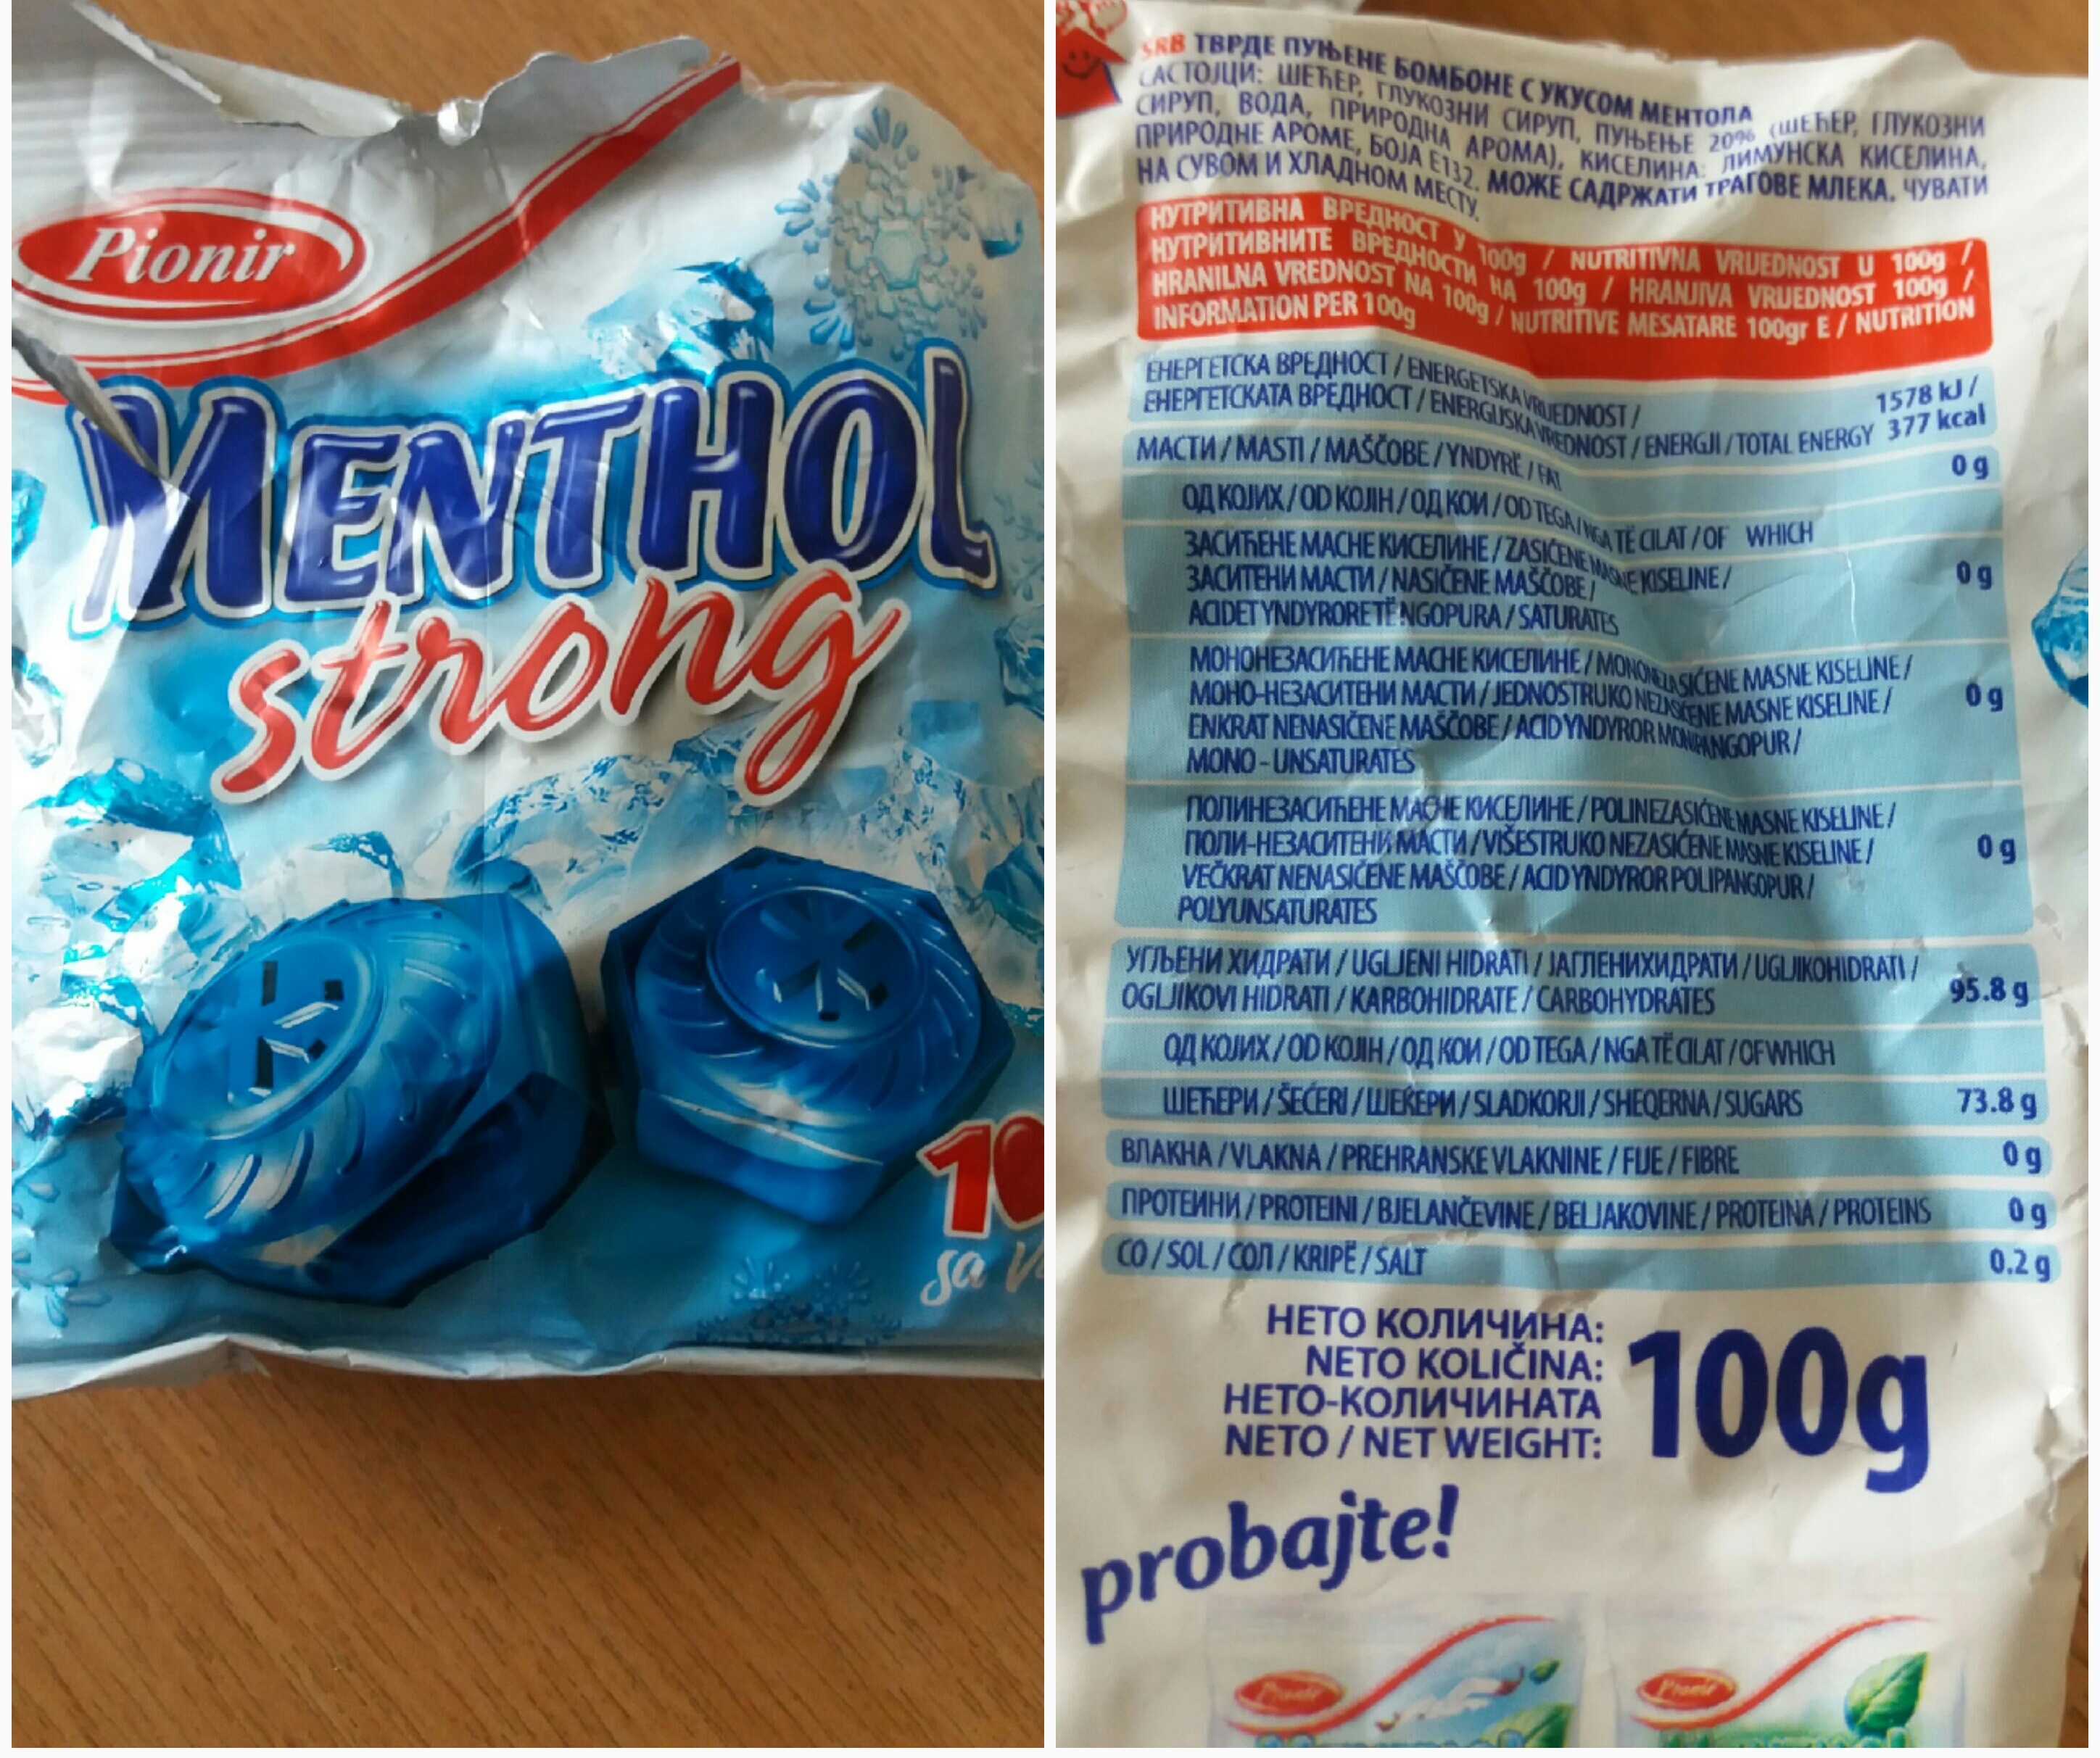 Pionir
MENTHOL
strong
10
sa v
SRB ТВРДЕ ПУЊЕНЕ БОМБОНЕ С УКУСОМ МЕНТОЛА
САСТОЈЦИ: ШЕЋЕР, ГЛУКОЗНИ СИРУП, ПУЊЕЊЕ 20% (ШЕЋЕР, ГЛУКОЗНИ
СИРУП, ВОДА, ПРИРОДНА АРОМА), КИСЕЛИНА: ЛИМУНСКА КИСЕЛИНА,
ПРИРОДНЕ АРОМЕ, БОЈА Е132. МОЖЕ САДРЖАТИ ТРАГОВЕ МЛЕКА. ЧУВАТИ
НА СУВОМ И ХЛАДНОМ МЕСТУ.
НУТРИТИВНА ВРЕДНОСТ У 100g / NUTRITIVNA VRIJEDNOST U 100g /
НУТРИТИВНИТЕ ВРЕДНОСТИ НА 100g / HRANJIVA VRIJEDNOST 100g /
HRANILNA VREDNOST NA 100g / NUTRITIVE MESATARE 100gr E / NUTRITION
INFORMATION PER 100g
ЕНЕРГЕТСКА ВРЕДНОСТ / ENERGETSKA VRIJEDNOST / 1578 kJ /
ЕНЕРГЕТСКАТА ВРЕДНОСТ / ENERGIJSKA VREDNOST / ENERGJI / TOTAL ENERGY 377 kcal
МАСТИ / MASTI / MAŠČOBE / YNDYRË / FAT 0 g
ОД КОЈИХ / OD KOJIH / ОД КОИ / OD TEGA / NGA TË CILAT / OF WHICH
ЗАСИЋЕНЕ МАСНЕ КИСЕЛИНЕ / ZASIĆENE MASNE KISELINE /
ЗАСИТЕНИ МАСТИ / NASIČENE MAŠČOBE / 0 g
ACIDET YNDYRORE TË NGOPURA / SATURATES
МОНОНЕЗАСИЋЕНЕ МАСНЕ КИСЕЛИНЕ / MONONEZASIĆENE MASNE KISELINE /
МОНО-НЕЗАСИТЕНИ МАСТИ / JEDNOSTRUKO NEZASIĆENE MASNE KISELINE / 0 g
ENKRAT NENASIČENE MAŠČOBE / ACID YNDYROR MONPANGOPUR /
MONO - UNSATURATES
ПОЛИНЕЗАСИЋЕНЕ МАСНЕ КИСЕЛИНЕ / POLINEZASIĆENE MASNE KISELINE /
ПОЛИ-НЕЗАСИТЕНИ МАСТИ / VIŠESTRUKO NEZASIĆENE MASNE KISELINE / 0 g
VEČKRAT NENASIČENE MAŠČOBE / ACID YNDYROR POLIPANGOPUR /
POLYUNSATURATES
УГЉЕНИ ХИДРАТИ / UGLJENI HIDRATI / ЈАГЛЕНИХИДРАТИ / UGLJIKOHIDRATI / 95.8 g
OGLJIKOVI HIDRATI / KARBOHIDRATE / CARBOHYDRATES
ОД КОЈИХ / OD KOJIH / ОД КОИ / OD TEGA / NGA TË CILAT / OF WHICH
ШЕЋЕРИ / ŠEĆERI / ШЕЌЕРИ / SLADKORJI / SHEQERNA / SUGARS 73.8 g
ВЛАКНА / VLAKNA / PREHRANSKE VLAKNINE / FIJE / FIBRE 0 g
ПРОТЕИНИ / PROTEINI / BJELANČEVINE / BELJAKOVINE / PROTEINA / PROTEINS 0 g
СО / SOL / СОЛ / KRIPË / SALT 0.2 g
НЕТО КОЛИЧИНА:
NETO KOLIČINA:
НЕТО-КОЛИЧИНАТА
NETO / NET WEIGHT:
100g
probajte!
Pionir
Pionir